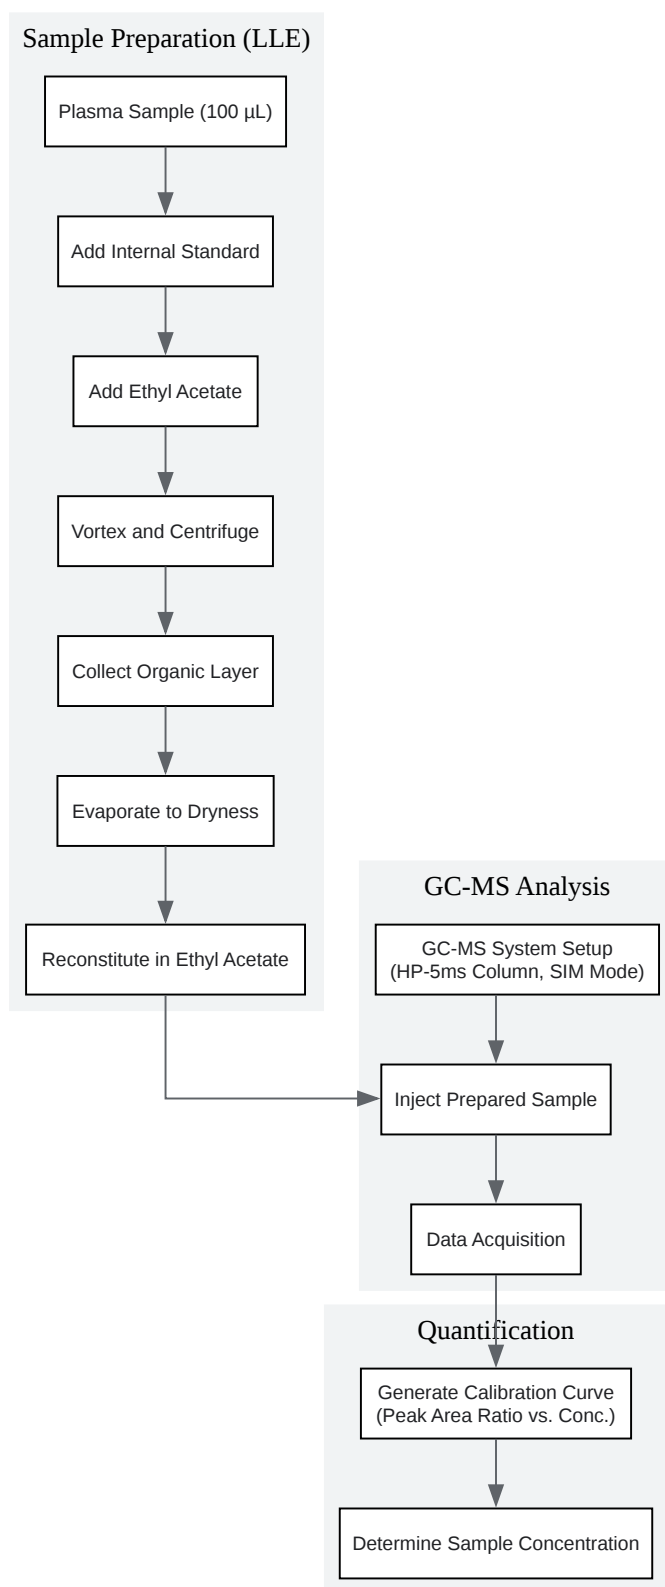 Sample Preparation (LLE)
Plasma Sample (100 µL)
Add Internal Standard
Add Ethyl Acetate
Vortex and Centrifuge
Collect Organic Layer
Evaporate to Dryness
Reconstitute in Ethyl Acetate
GC-MS Analysis
GC-MS System Setup
(HP-5ms Column, SIM Mode)
Inject Prepared Sample
Data Acquisition
Quantification
Generate Calibration Curve
(Peak Area Ratio vs. Conc.)
Determine Sample Concentration